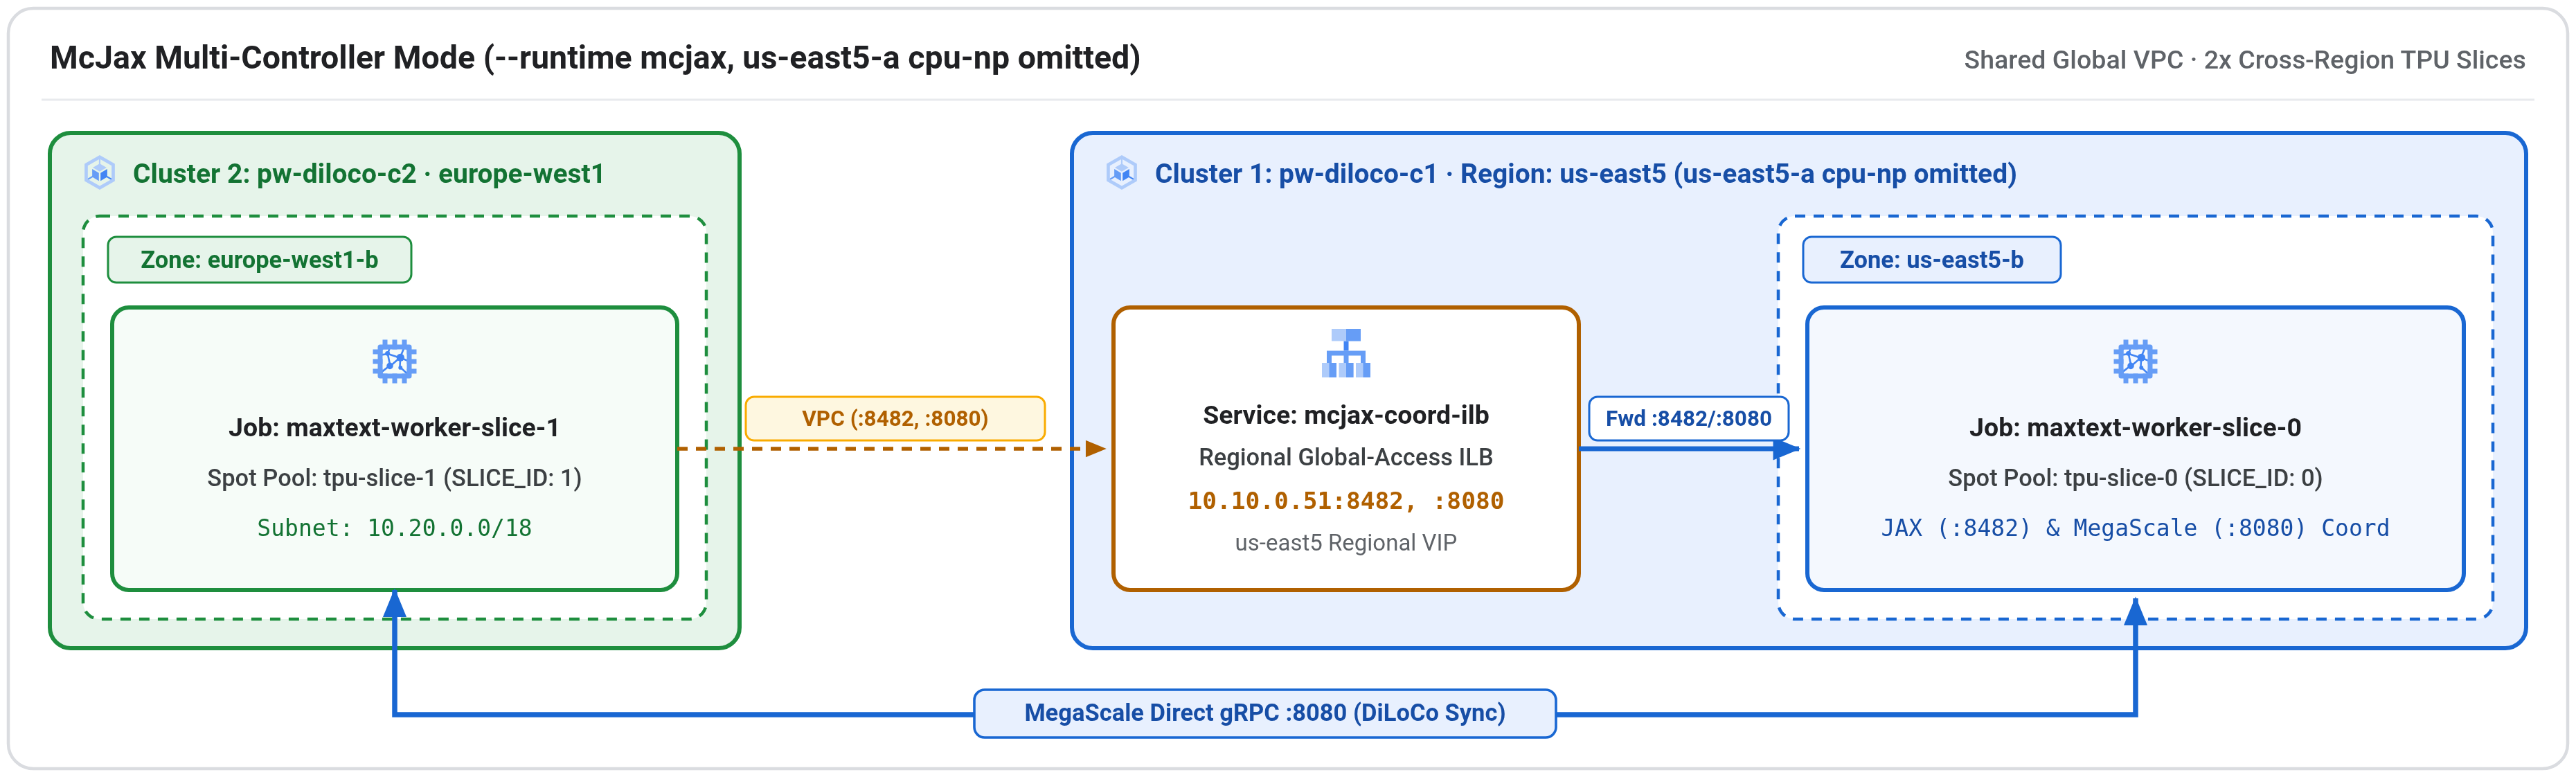 McJax Multi-Controller Mode (--runtime mcjax, us-east5-a cpu-np omitted)
Shared Global VPC · 2x Cross-Region TPU Slices
Cluster 2: pw-diloco-c2 · europe-west1
Zone: europe-west1-b
Job: maxtext-worker-slice-1
Spot Pool: tpu-slice-1 (SLICE_ID: 1)
Subnet: 10.20.0.0/18
VPC (:8482, :8080)
Cluster 1: pw-diloco-c1 · Region: us-east5 (us-east5-a cpu-np omitted)
Service: mcjax-coord-ilb
Regional Global-Access ILB
10.10.0.51:8482, :8080
us-east5 Regional VIP
Fwd :8482/:8080
Zone: us-east5-b
Job: maxtext-worker-slice-0
Spot Pool: tpu-slice-0 (SLICE_ID: 0)
JAX (:8482) & MegaScale (:8080) Coord
MegaScale Direct gRPC :8080 (DiLoCo Sync)